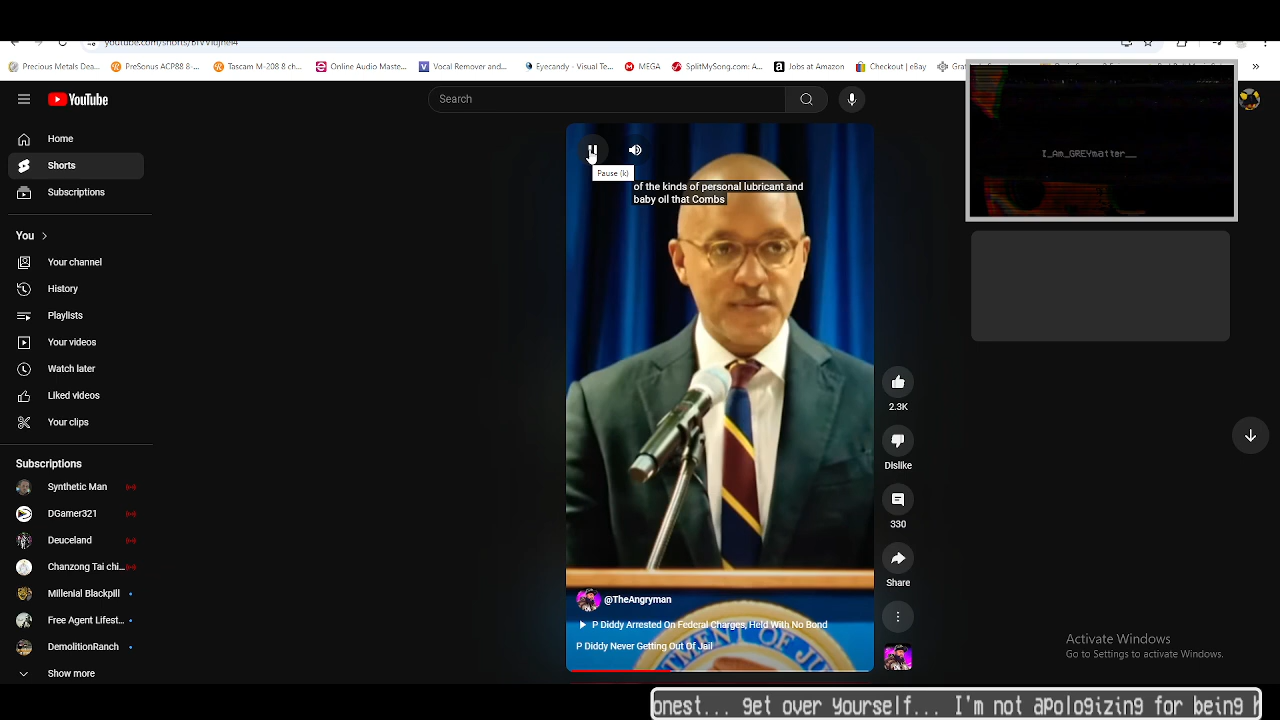 Precious Metals Dea...
PreSonus ACP88 8-...
Tascam M-208 8 ch...
Online Audio Maste...
Vocal Remover and...
Eyecandy - Visual Te...
MEGA
SplitMySong.com: A...
Jobs at Amazon
Checkout | eBay
»
YouTube
Search
Home
Shorts
Subscriptions
You
Your channel
History
Playlists
Your videos
Watch later
Liked videos
Your clips
Subscriptions
Synthetic Man
DGamer321
Deuceland
Chanzong Tai chi...
Millenial Blackpill
Free Agent Lifest...
DemolitionRanch
Show more
Pause (k)
of the kinds of personal lubricant and
baby oil that Combs
@TheAngryman
P Diddy Arrested On Federal Charges, Held With No Bond
P Diddy Never Getting Out Of Jail
2.3K
Dislike
330
Share
I_Am_GREYmatter__
Activate Windows
Go to Settings to activate Windows.
onest... get over yourself... I'm not apologizing for being h